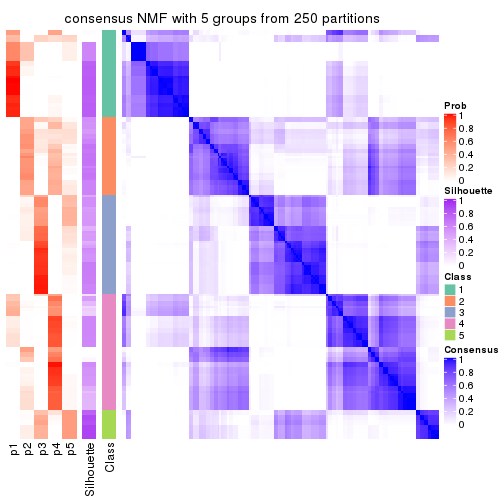 consensus NMF with 5 groups from 250 partitions
Prob
1
0.8
0.6
0.4
0.2
0
Silhouette
1
0.8
0.6
0.4
0.2
0
Class
1
2
3
4
5
Consensus
1
0.8
0.6
0.4
0.2
0
p1
p2
p3
p4
p5
Silhouette
Class